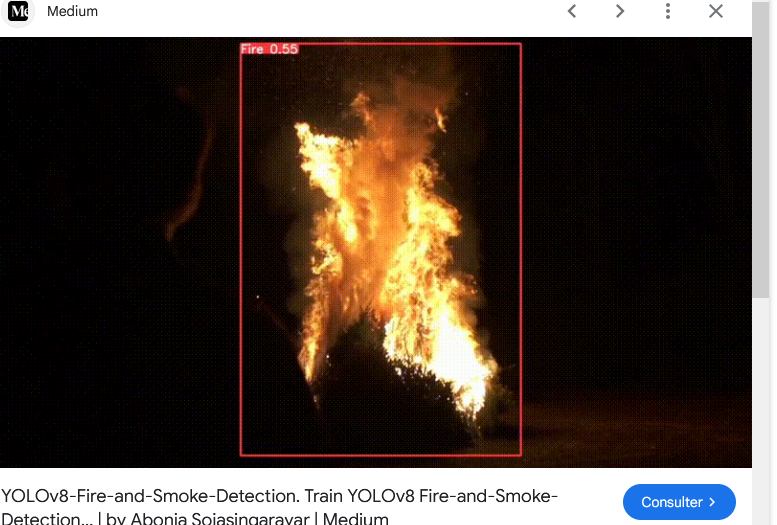 Me
Medium
Fire 0.55
YOLOv8-Fire-and-Smoke-Detection. Train YOLOv8 Fire-and-Smoke-
Detection... | by Abonia Sojasingarayar | Medium
Consulter